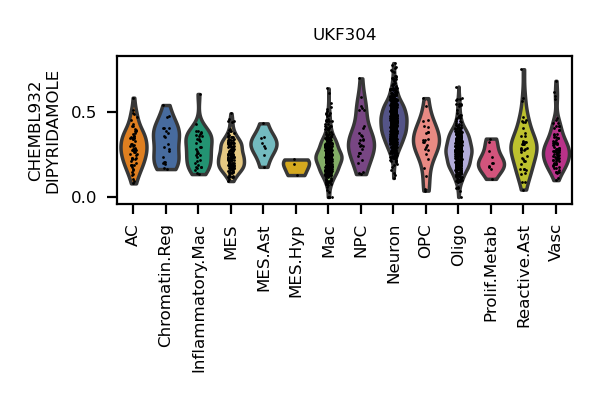 UKF304
CHEMBL932
DIPYRIDAMOLE
0.5
0.0
AC
Chromatin.Reg
Inflammatory.Mac
MES
MES.Ast
MES.Hyp
Mac
NPC
Neuron
OPC
Oligo
Prolif.Metab
Reactive.Ast
Vasc